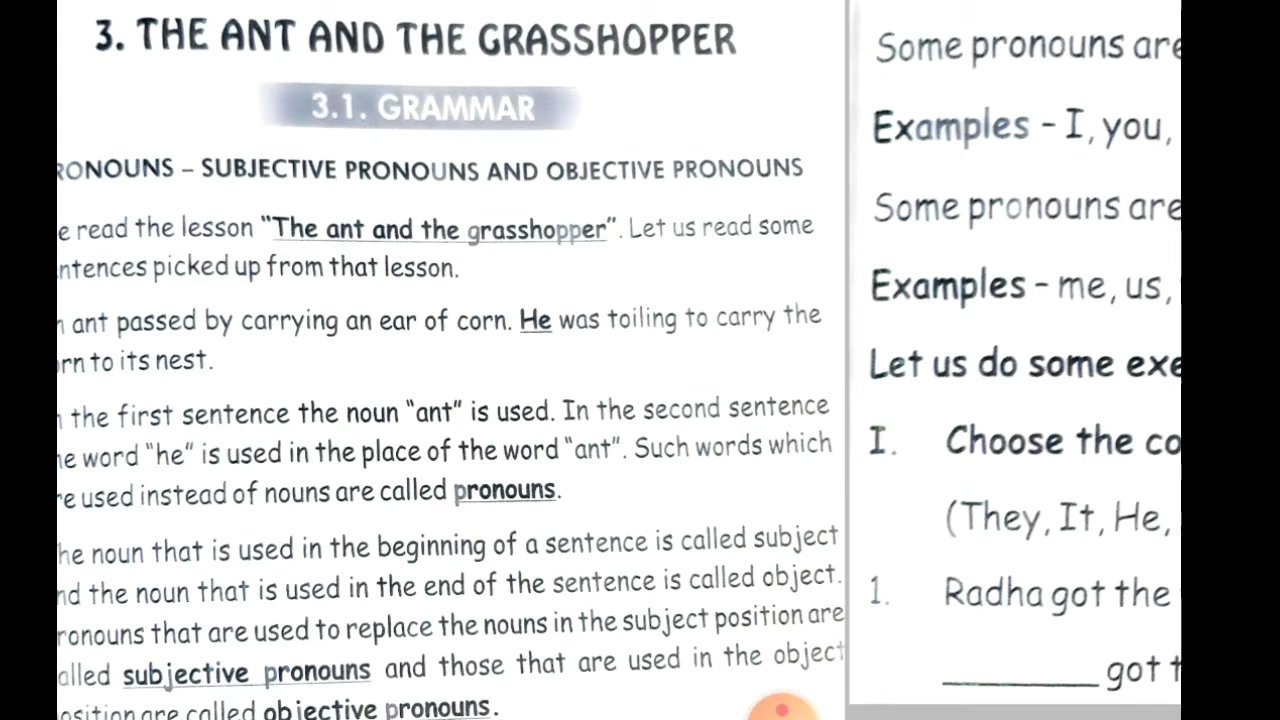 3. THE ANT AND THE GRASSHOPPER
3.1. GRAMMAR
RONOUNS – SUBJECTIVE PRONOUNS AND OBJECTIVE PRONOUNS
e read the lesson "The ant and the grasshopper". Let us read some
ntences picked up from that lesson.
ant passed by carrying an ear of corn. He was toiling to carry the
orn to its nest.
the first sentence the noun "ant" is used. In the second sentence
he word "he" is used in the place of the word "ant". Such words which
re used instead of nouns are called pronouns.
he noun that is used in the beginning of a sentence is called subject
nd the noun that is used in the end of the sentence is called object.
ronouns that are used to replace the nouns in the subject position are
alled subjective pronouns and those that are used in the object
osition are called objective pronouns.
Some pronouns are
Examples - I, you,
Some pronouns are
Examples - me, us,
Let us do some exe
I. Choose the co
(They, It, He,
1. Radha got the
________ got t